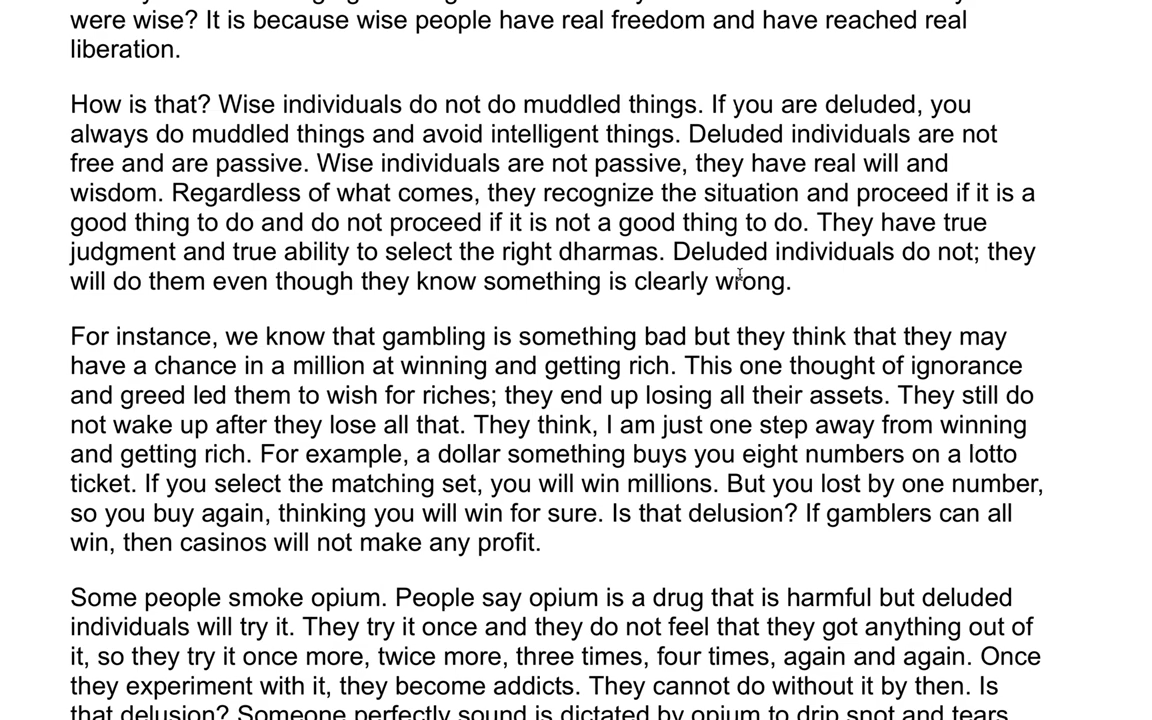 were wise? It is because wise people have real freedom and have reached real
liberation.
How is that? Wise individuals do not do muddled things. If you are deluded, you
always do muddled things and avoid intelligent things. Deluded individuals are not
free and are passive. Wise individuals are not passive, they have real will and
wisdom. Regardless of what comes, they recognize the situation and proceed if it is a
good thing to do and do not proceed if it is not a good thing to do. They have true
judgment and true ability to select the right dharmas. Deluded individuals do not; they
will do them even though they know something is clearly wrong.
For instance, we know that gambling is something bad but they think that they may
have a chance in a million at winning and getting rich. This one thought of ignorance
and greed led them to wish for riches; they end up losing all their assets. They still do
not wake up after they lose all that. They think, I am just one step away from winning
and getting rich. For example, a dollar something buys you eight numbers on a lotto
ticket. If you select the matching set, you will win millions. But you lost by one number,
so you buy again, thinking you will win for sure. Is that delusion? If gamblers can all
win, then casinos will not make any profit.
Some people smoke opium. People say opium is a drug that is harmful but deluded
individuals will try it. They try it once and they do not feel that they got anything out of
it, so they try it once more, twice more, three times, four times, again and again. Once
they experiment with it, they become addicts. They cannot do without it by then. Is
that delusion? Someone perfectly sound is dictated by opium to drip snot and tears